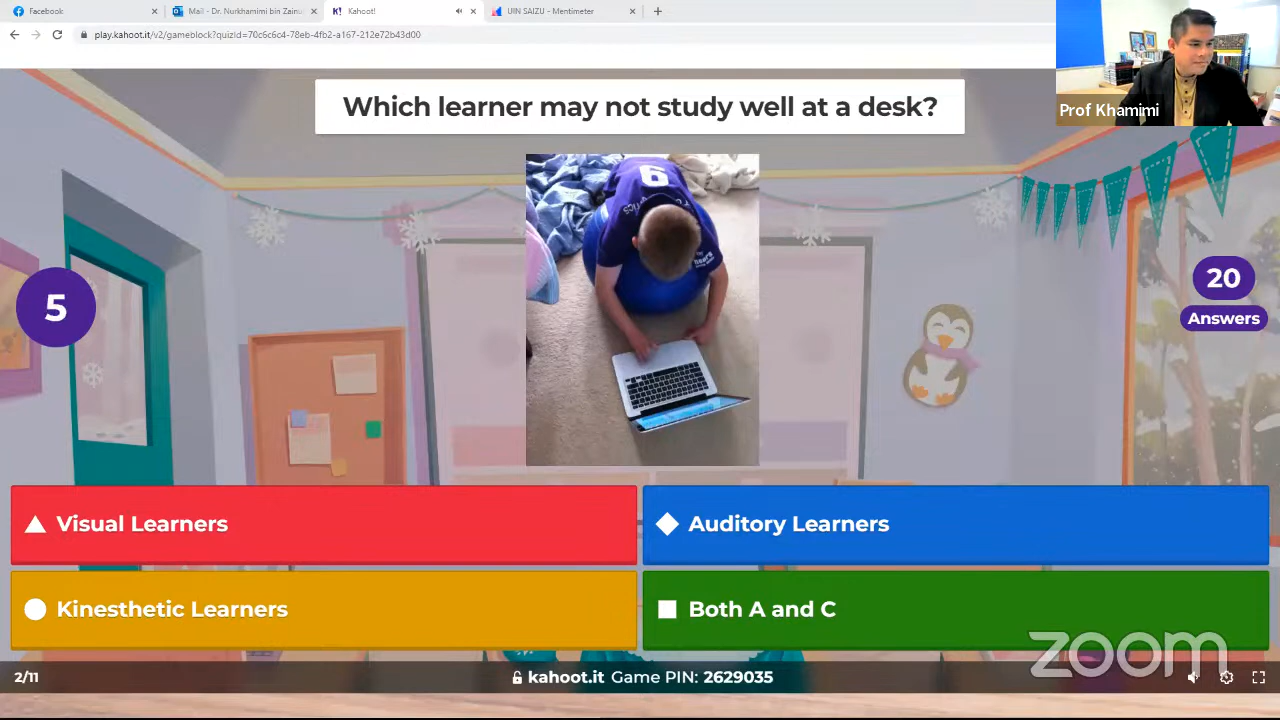 Facebook
Mail - Dr. Nurkhamimi bin Zainu
K! Kahoot!
UIN SAIZU - Mentimeter
play.kahoot.it/v2/gameblock?quizId=70c6c6c4-78eb-4fb2-a167-212e72b43d00
Prof Khamimi
Which learner may not study well at a desk?
9
5
20
Answers
Visual Learners
Auditory Learners
Kinesthetic Learners
Both A and C
zoom
2/11
kahoot.it Game PIN: 2629035